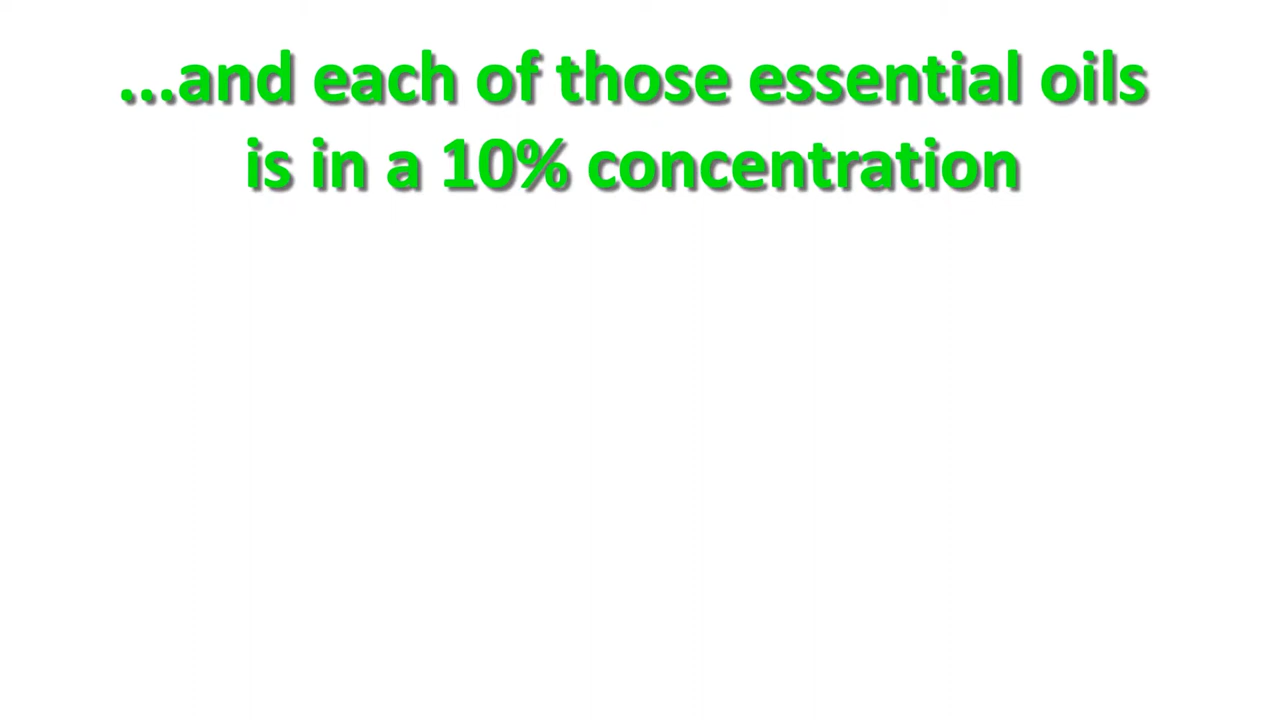 ...and each of those essential oils
is in a 10% concentration